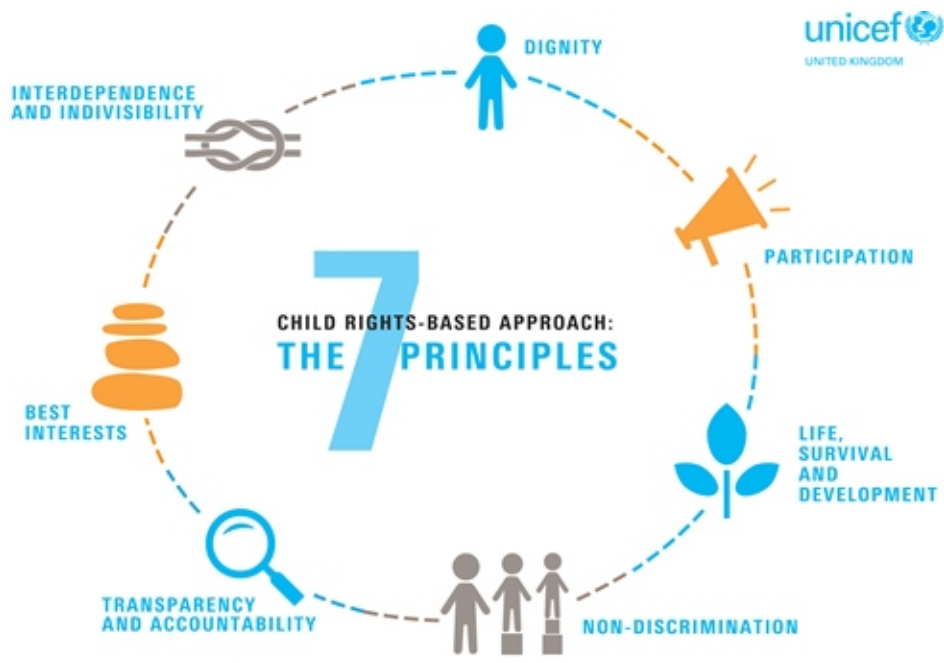 unicef
UNITED KINGDOM
DIGNITY
INTERDEPENDENCE
AND INDIVISIBILITY
PARTICIPATION
7
CHILD RIGHTS-BASED APPROACH:
THE PRINCIPLES
BEST
INTERESTS
LIFE,
SURVIVAL
AND
DEVELOPMENT
TRANSPARENCY
AND ACCOUNTABILITY
NON-DISCRIMINATION